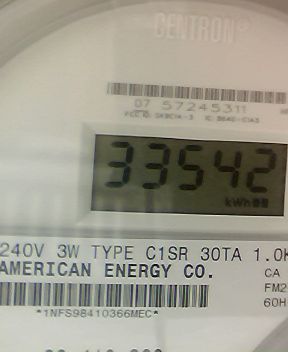 CENTRON®
07 57245311
33542
kWh
240V 3W TYPE C1SR 30TA 1.0K
AMERICAN ENERGY CO.
CA
FM2
60H
*1NFS98410366MEC*